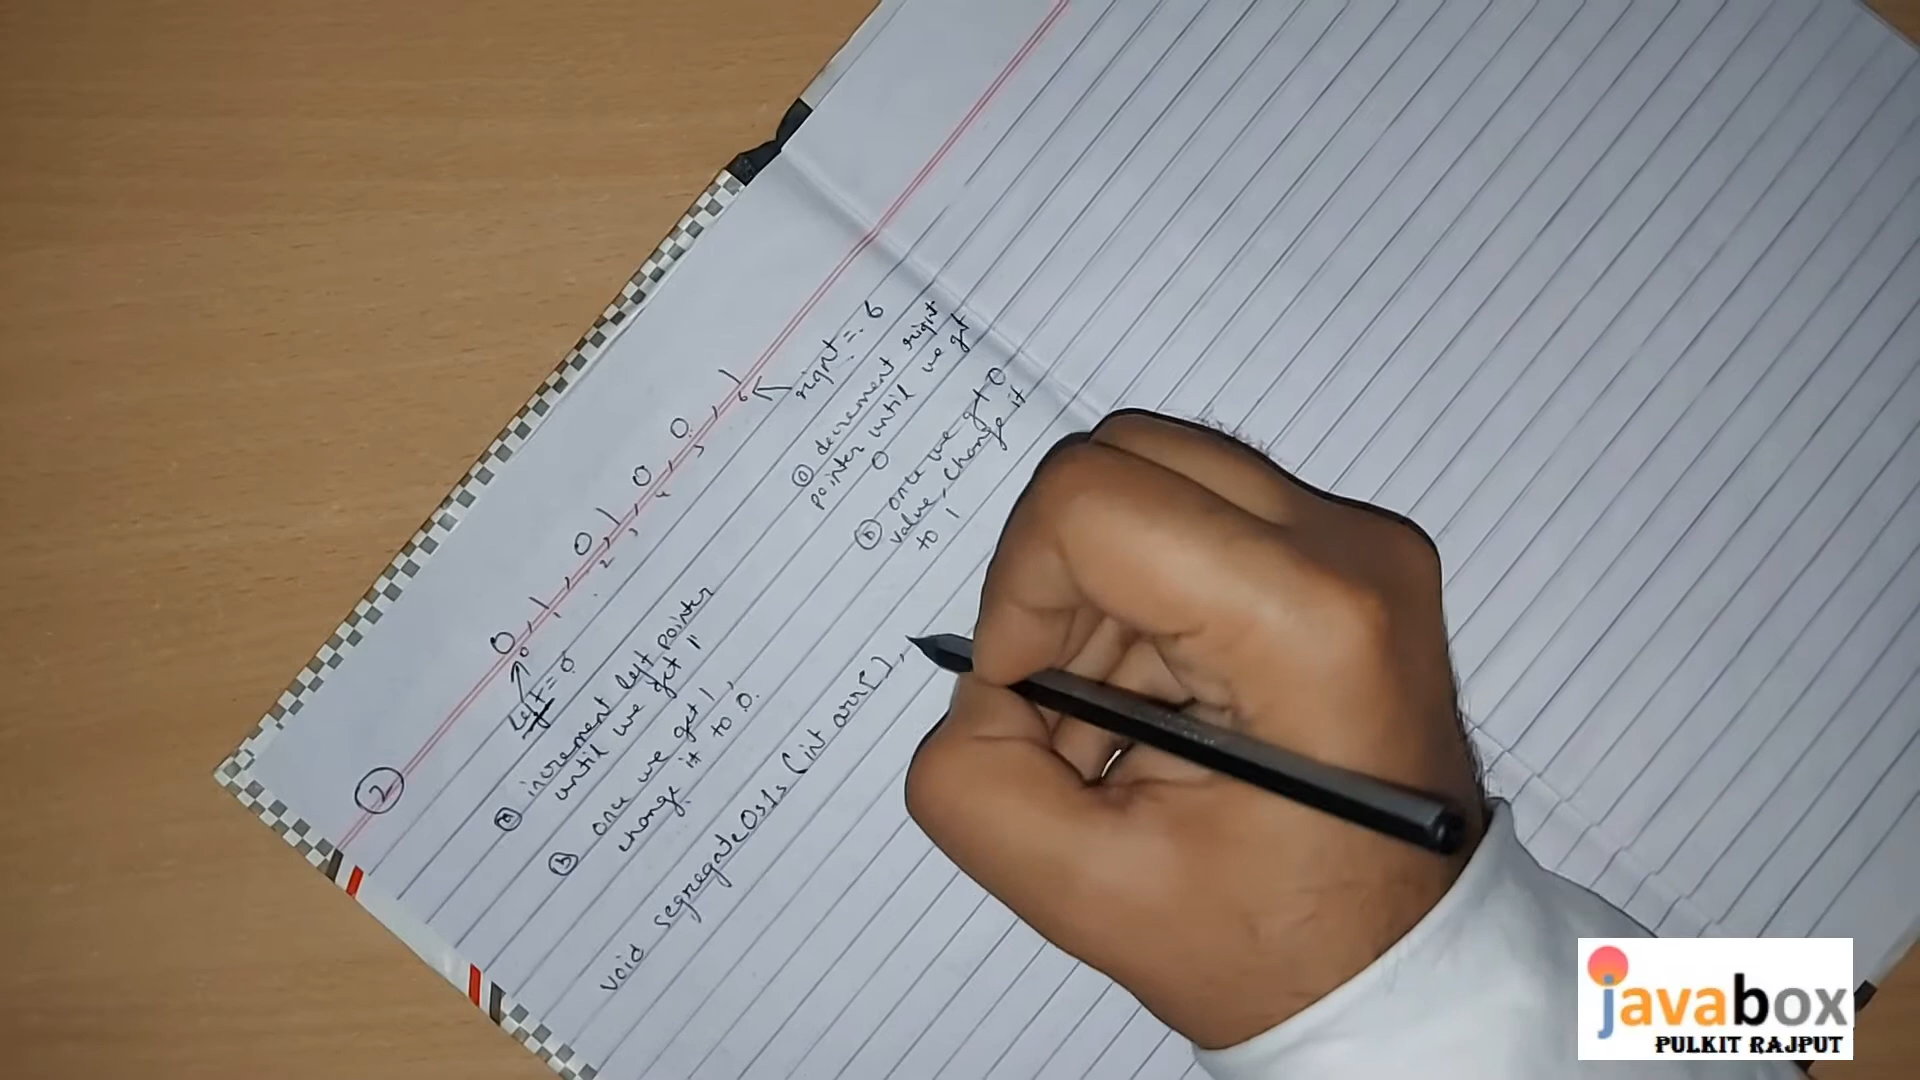 2
0, 1, 0, 1, 0, 0, 1
0 1 2 3 4 5 6
left = 0
right = 6
(a) increment left pointer
until we get 1
(b) once we get 1,
change it to 0.
(a) decrement right
pointer until we get
0
(b) once we get 0
value, change it
to 1
void segregate0s1s (int arr[],
javabox
PULKIT RAJPUT